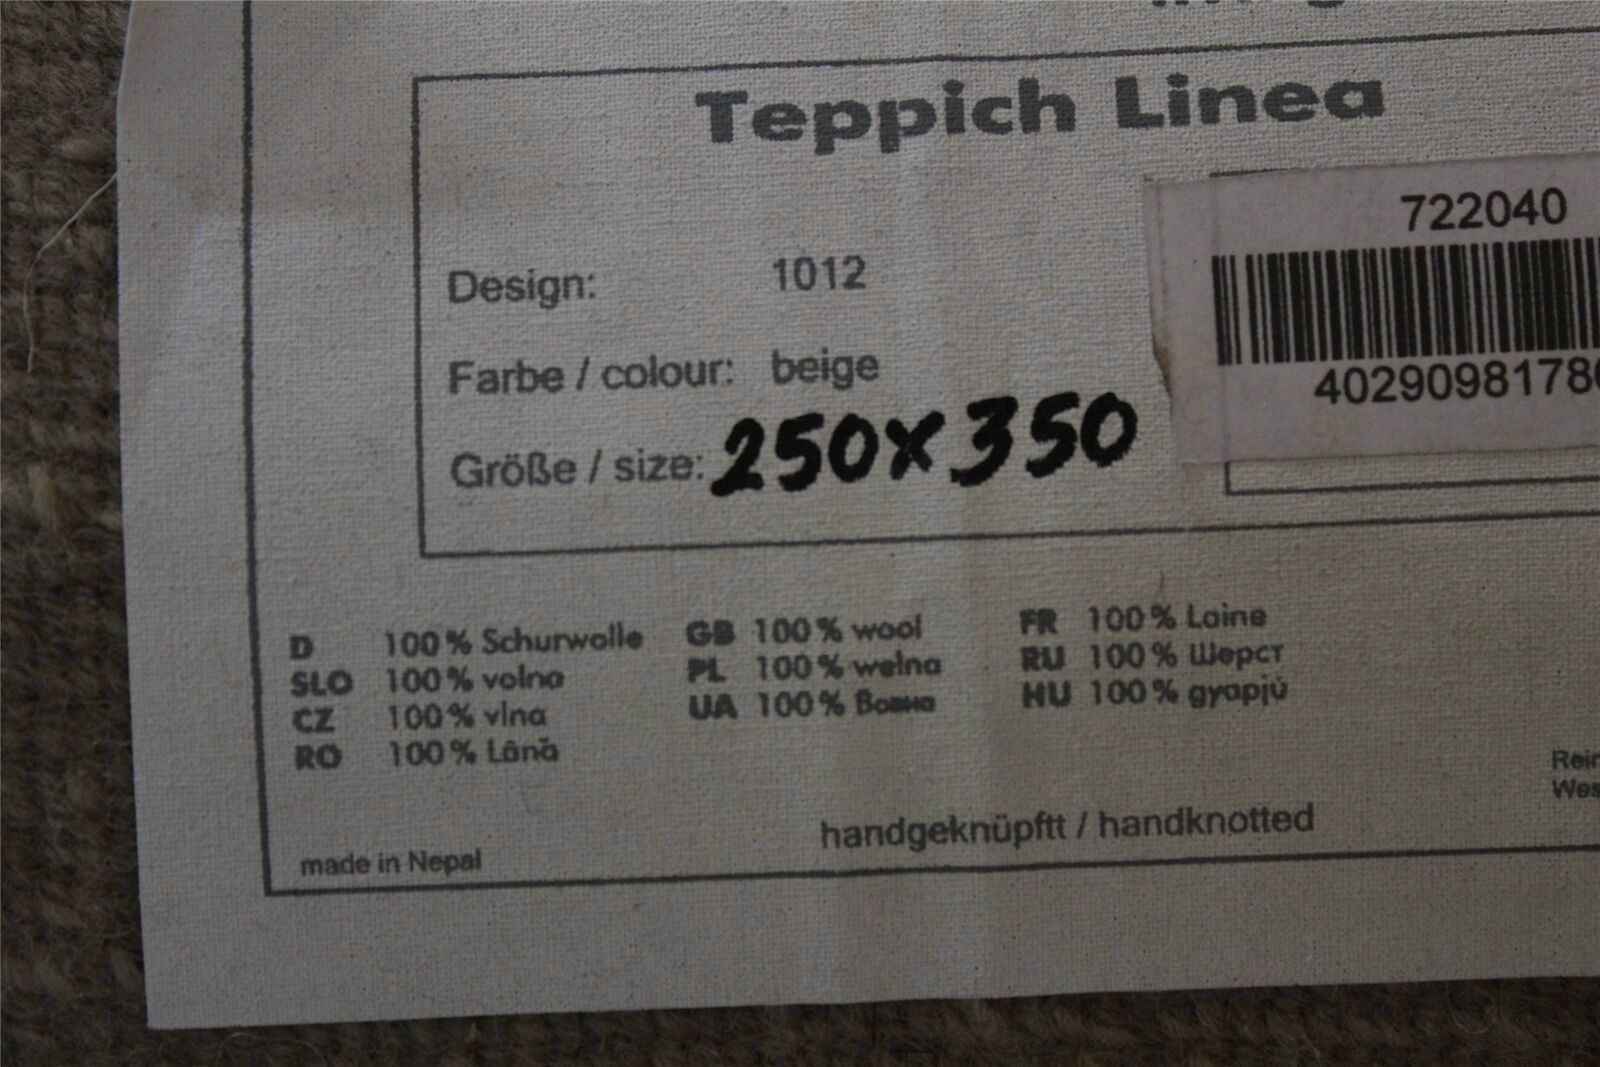 Teppich Linea
722040
Design: 1012
Farbe / colour: beige
40290981786
Größe / size: 250x350
D 100% Schurwolle GB 100% wool FR 100% Laine
SLO 100% volna PL 100% welna RU 100% Шерст
CZ 100% vlna UA 100% Вовна HU 100% gyapjú
RO 100% Lână
handgeknüpftt / handknotted
made in Nepal